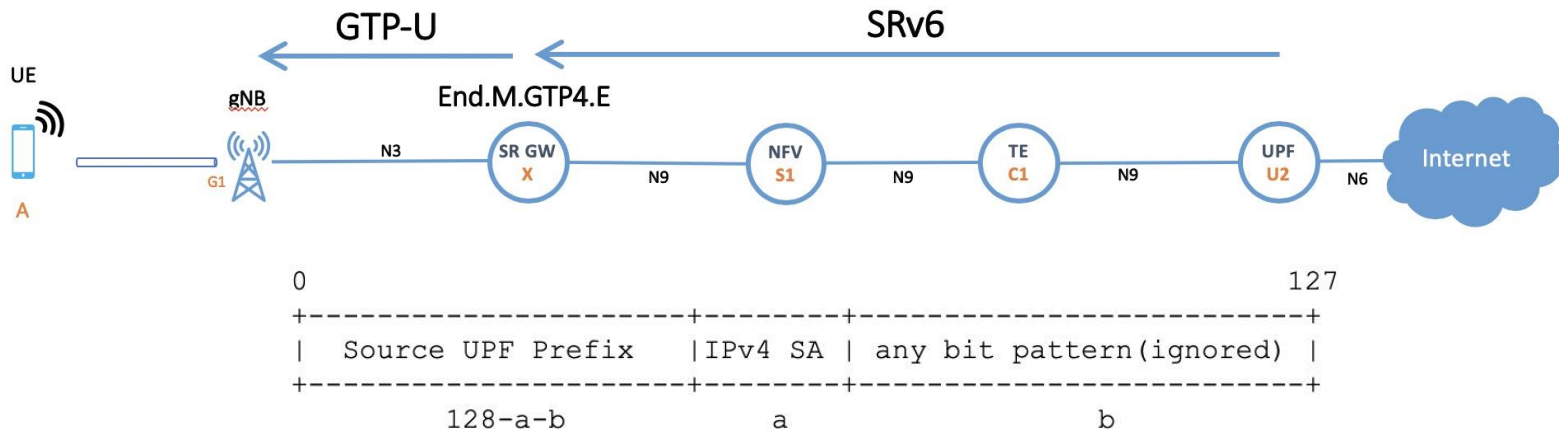 GTP-U SRv6
UE
gNB End.M.GTP4.E
SR GW NFV TE UPF Internet
N3 N9 N9 N9 N6
G1 X S1 C1 U2
A
0 127
+---------------------+--------+-------------------------+
| Source UPF Prefix |IPv4 SA | any bit pattern(ignored) |
+---------------------+--------+-------------------------+
128-a-b a b